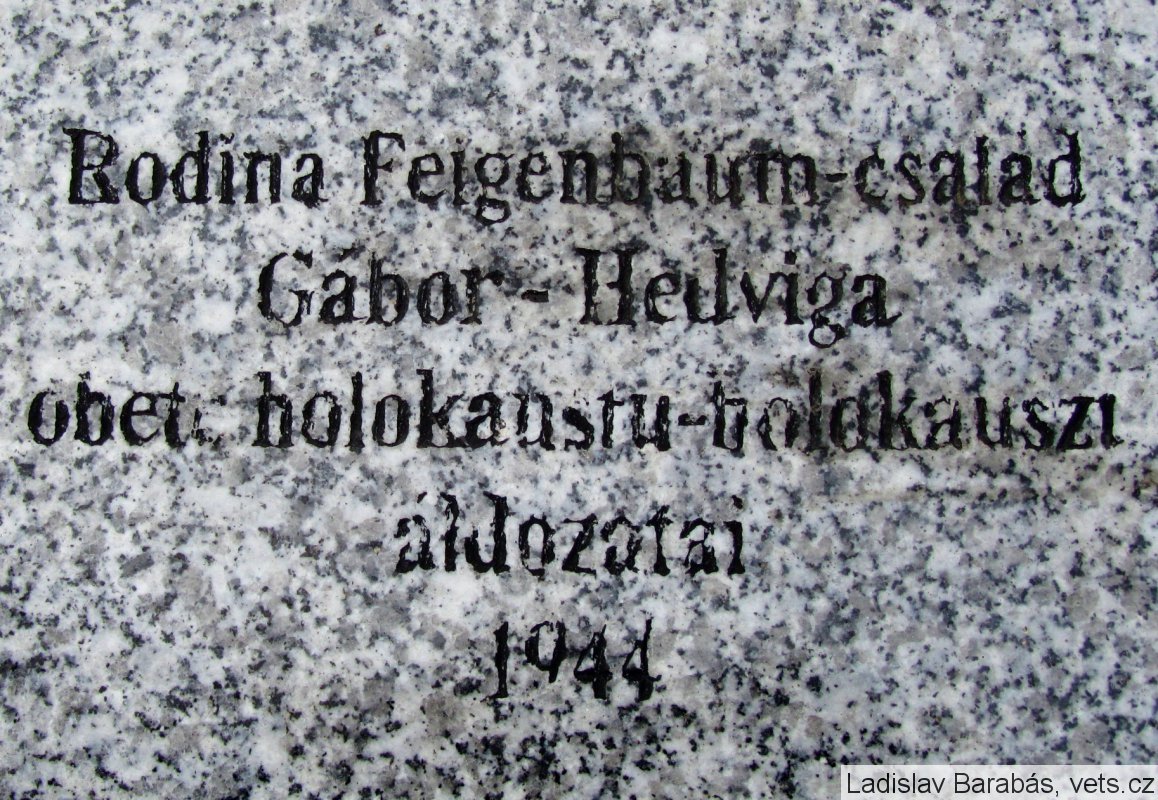 Rodina Feigenbaum-család
Gábor - Hedviga
obete holokaustu-holokauszt
áldozatai
1944
Ladislav Barabás, vets.cz